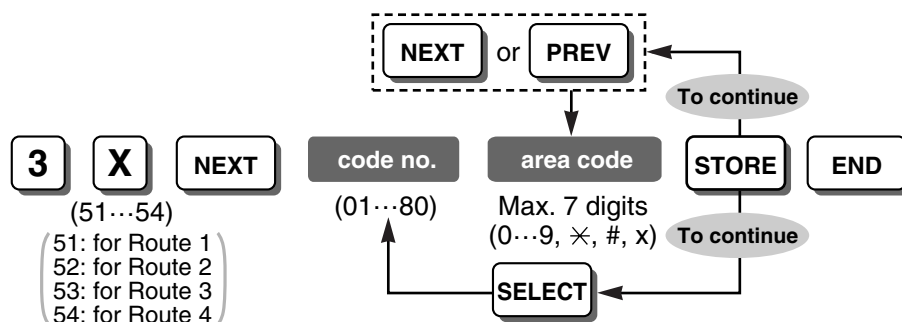 NEXT or PREV
To continue
3 X NEXT code no. area code STORE END
(51···54) (01···80) Max. 7 digits
(0···9, ✳, #, x) To continue
51: for Route 1
52: for Route 2
53: for Route 3
54: for Route 4
SELECT